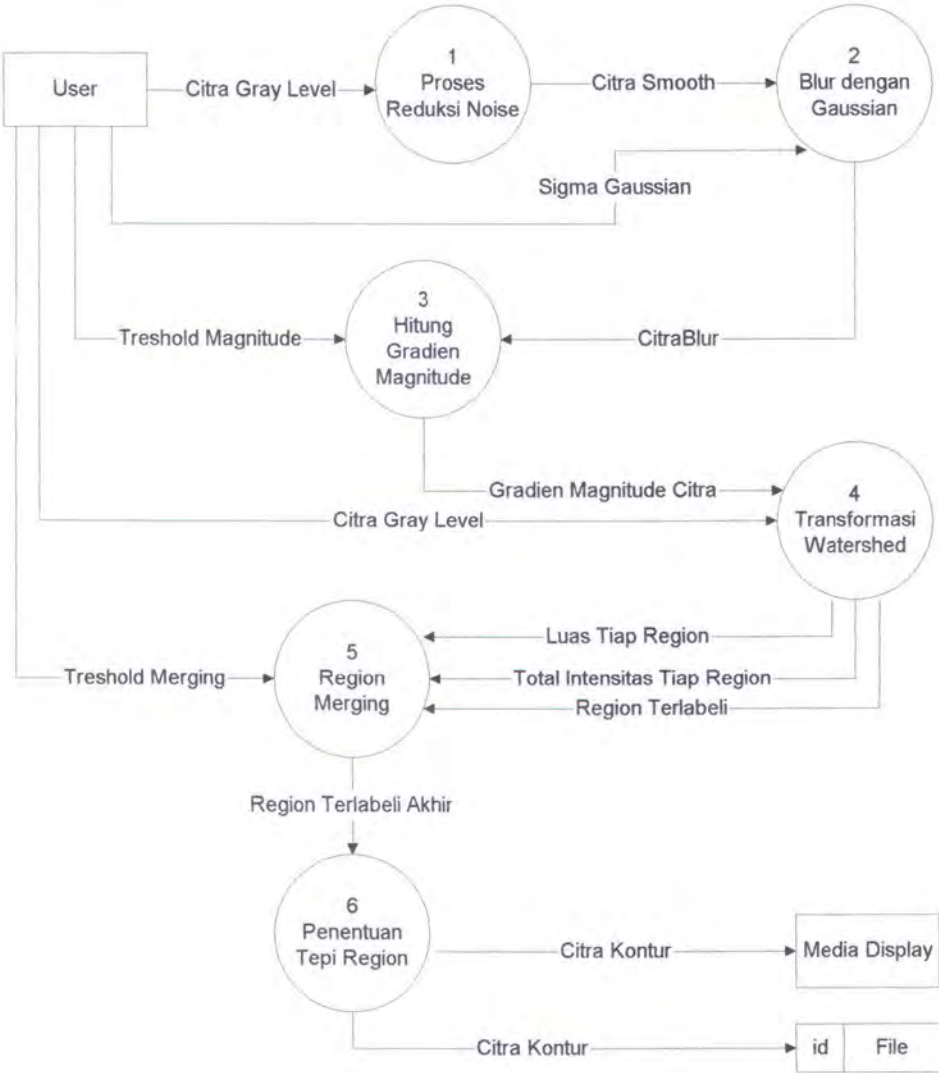 User
Citra Gray Level
1
Proses
Reduksi Noise
Citra Smooth
2
Blur dengan
Gaussian
Sigma Gaussian
Treshold Magnitude
3
Hitung
Gradien
Magnitude
CitraBlur
Gradien Magnitude Citra
Citra Gray Level
4
Transformasi
Watershed
Luas Tiap Region
Treshold Merging
5
Region
Merging
Total Intensitas Tiap Region
Region Terlabeli
Region Terlabeli Akhir
6
Penentuan
Tepi Region
Citra Kontur
Media Display
Citra Kontur
id
File